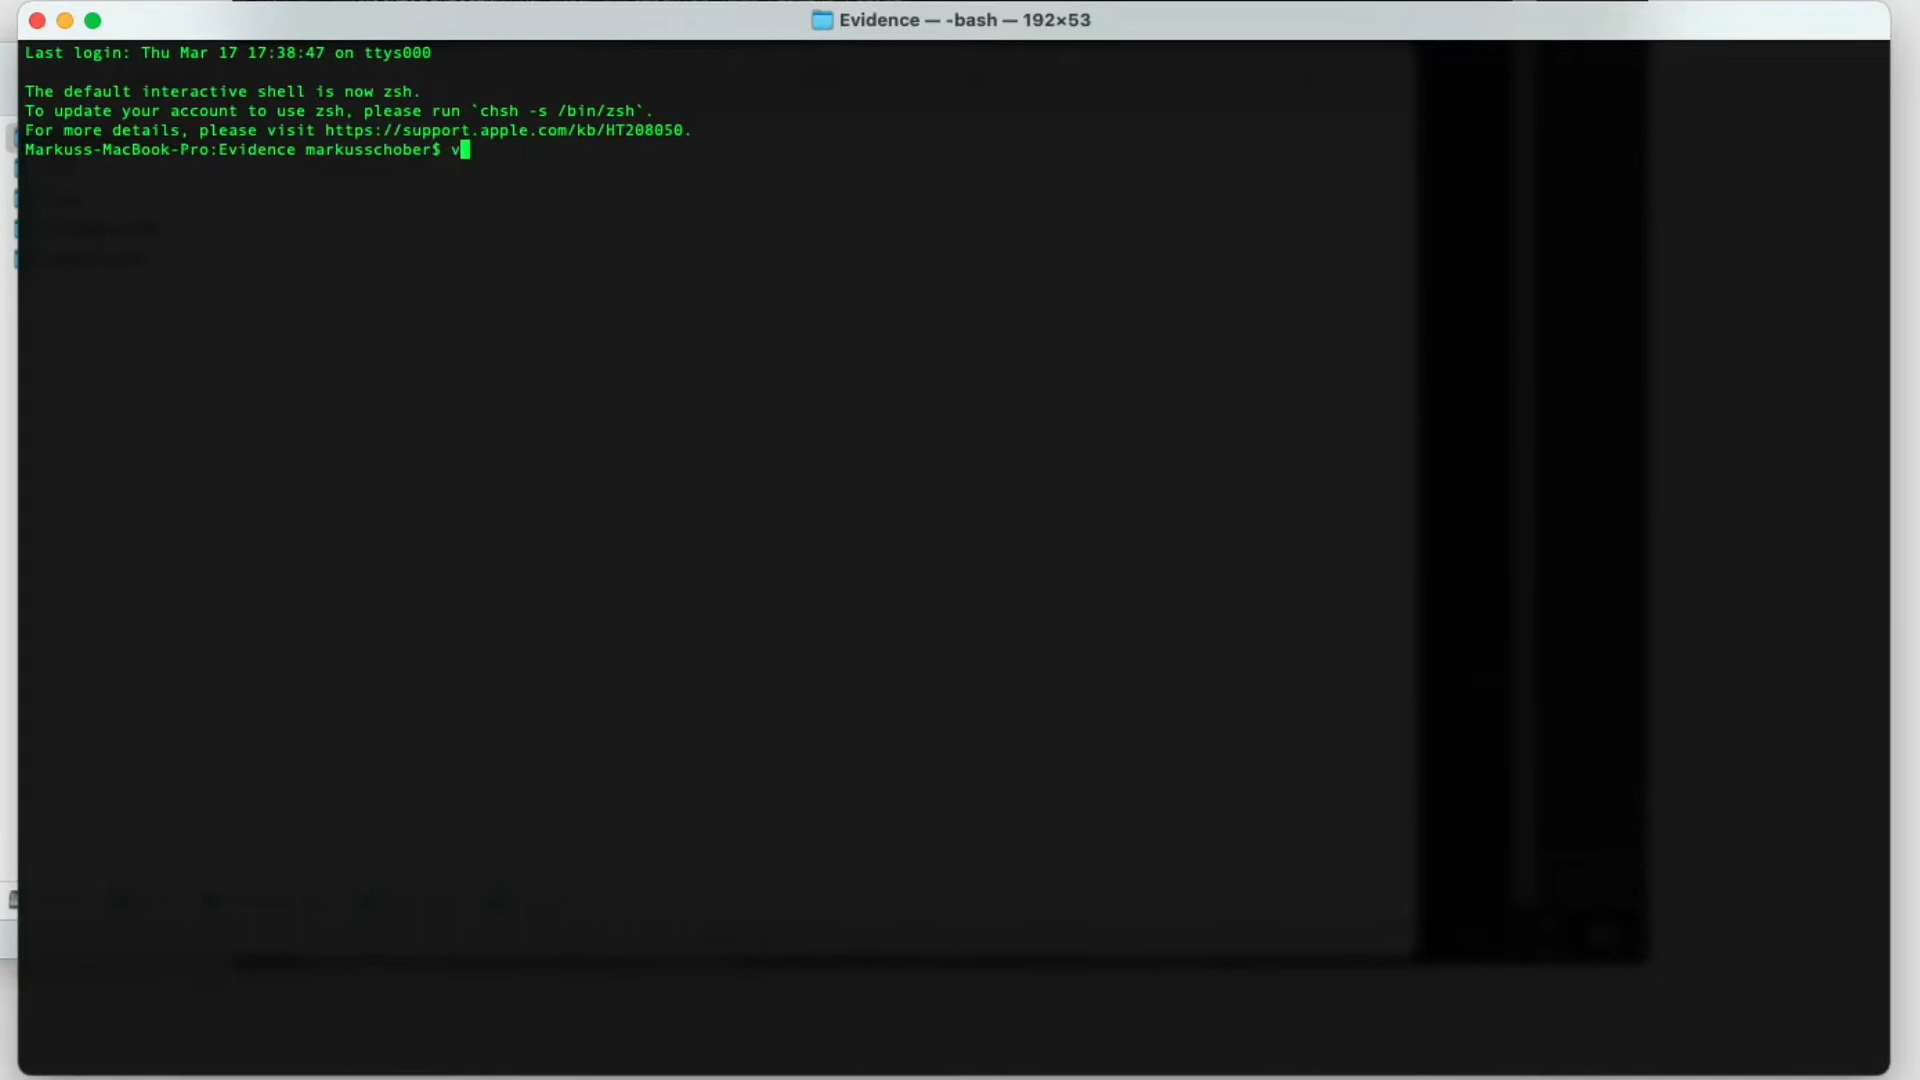 Evidence — -bash — 192×53
Last login: Thu Mar 17 17:38:47 on ttys000
The default interactive shell is now zsh.
To update your account to use zsh, please run `chsh -s /bin/zsh`.
For more details, please visit https://support.apple.com/kb/HT208050.
Markuss-MacBook-Pro:Evidence markusschober$ v